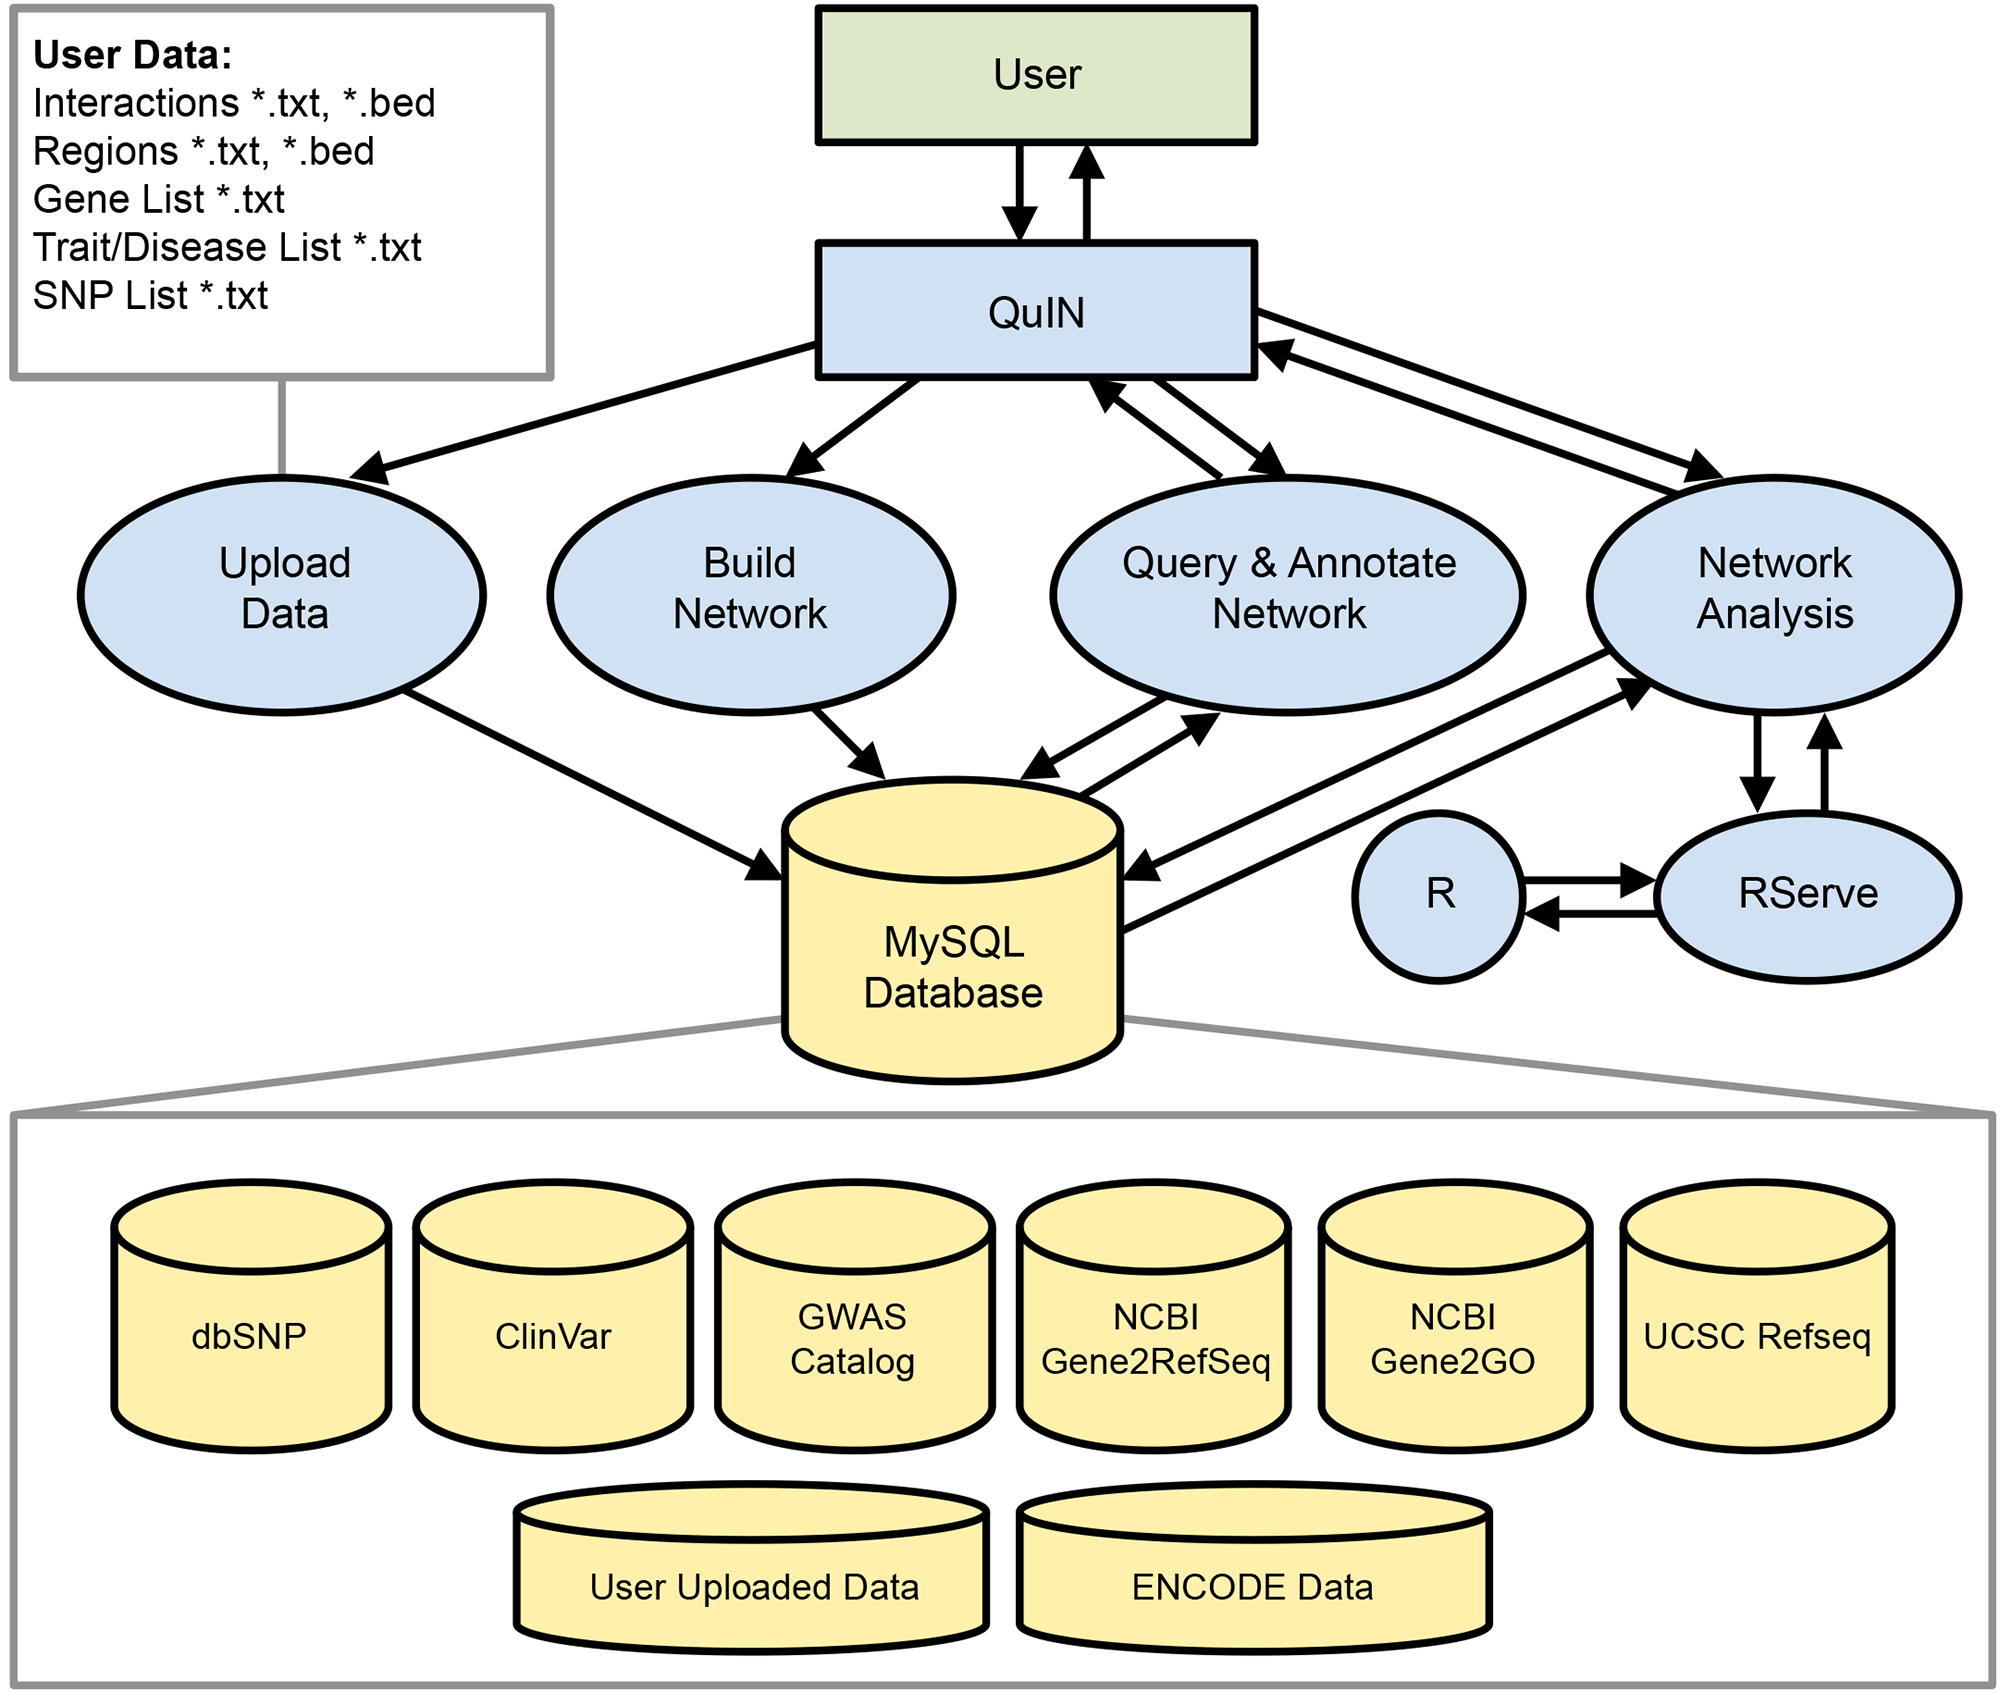 User Data:
Interactions *.txt, *.bed
Regions *.txt, *.bed
Gene List *.txt
Trait/Disease List *.txt
SNP List *.txt
User
QuIN
Upload
Data
Build
Network
Query & Annotate
Network
Network
Analysis
R
RServe
MySQL
Database
dbSNP
ClinVar
GWAS
Catalog
NCBI
Gene2RefSeq
NCBI
Gene2GO
UCSC Refseq
User Uploaded Data
ENCODE Data